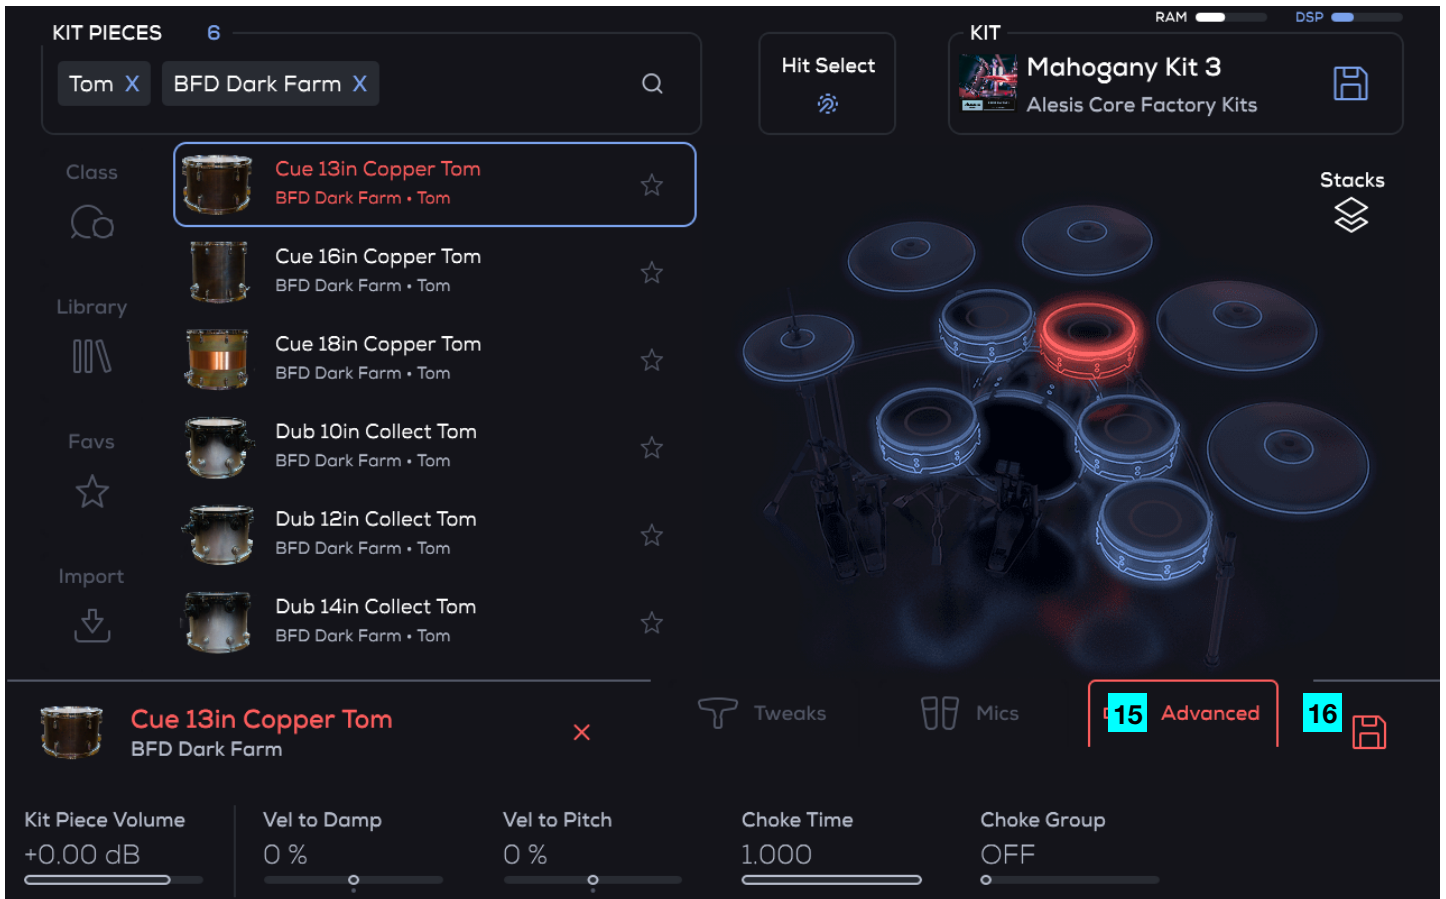 RAM
DSP
KIT PIECES 6
KIT
Tom X
BFD Dark Farm X
Hit Select
Mahogany Kit 3
Alesis Core Factory Kits
Class
Library
Favs
Import
Cue 13in Copper Tom
BFD Dark Farm • Tom
Cue 16in Copper Tom
BFD Dark Farm • Tom
Cue 18in Copper Tom
BFD Dark Farm • Tom
Dub 10in Collect Tom
BFD Dark Farm • Tom
Dub 12in Collect Tom
BFD Dark Farm • Tom
Dub 14in Collect Tom
BFD Dark Farm • Tom
Stacks
Cue 13in Copper Tom
BFD Dark Farm
Tweaks
Mics
15 Advanced
16
Kit Piece Volume
+0.00 dB
Vel to Damp
0 %
Vel to Pitch
0 %
Choke Time
1.000
Choke Group
OFF